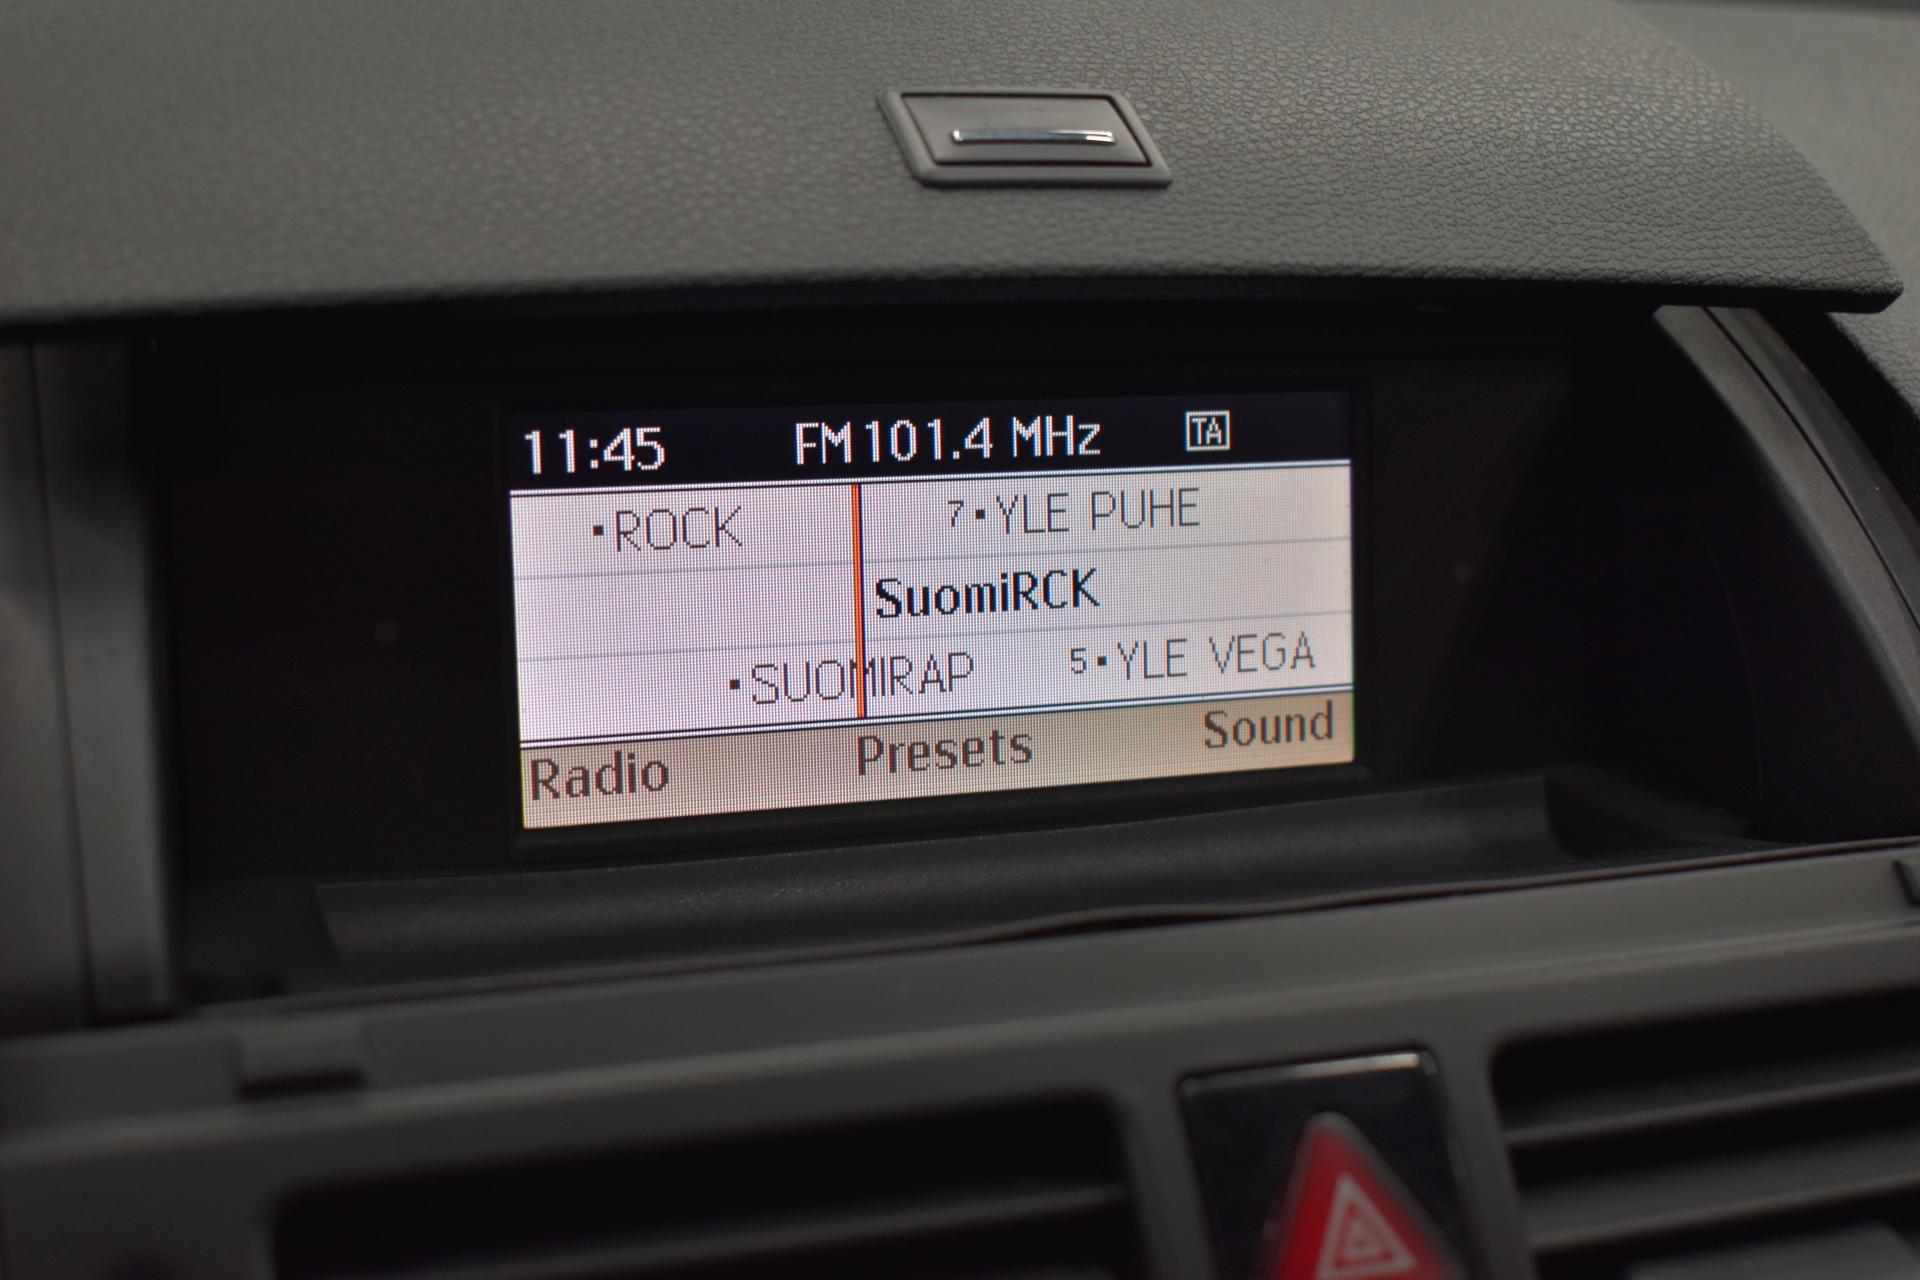 11:45 FM 101.4 MHz TA
▪ROCK 7▪YLE PUHE
SuomiRCK
▪SUOMIRAP 5▪YLE VEGA
Radio Presets Sound